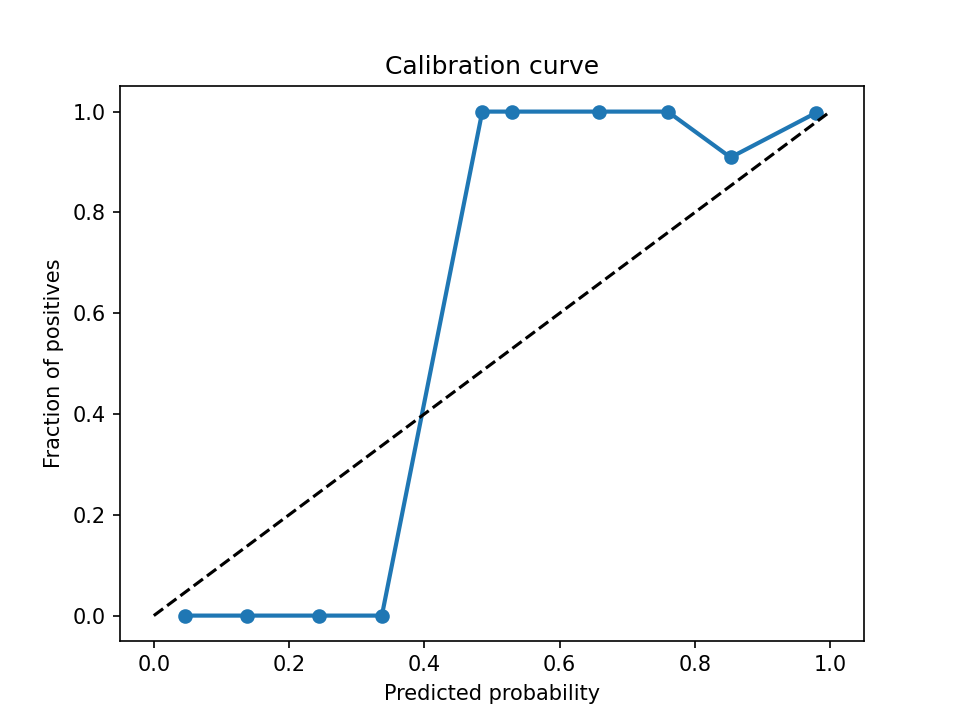 Calibration curve
1.0
0.8
0.6
0.4
0.2
0.0
Fraction of positives
0.0 0.2 0.4 0.6 0.8 1.0
Predicted probability